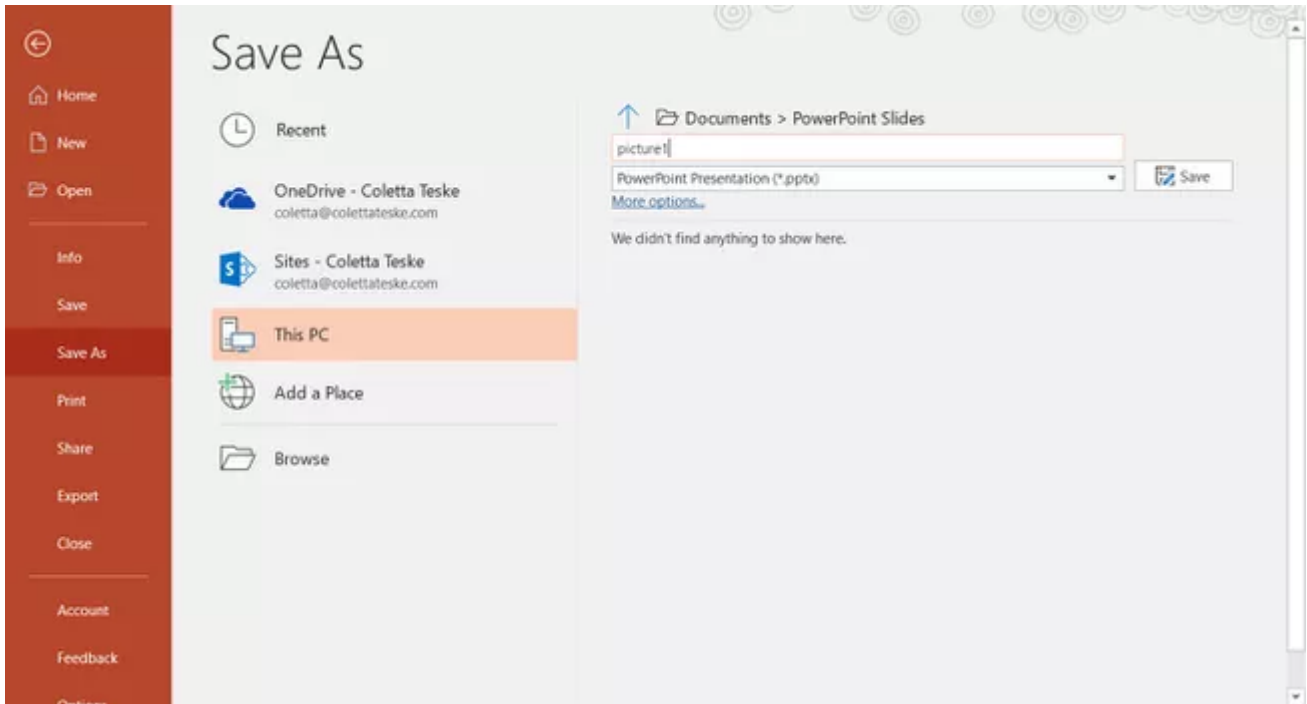 Save As
Home
New
Open
Info
Save
Save As
Print
Share
Export
Close
Account
Feedback
Options
Recent
OneDrive - Coletta Teske
coletta@colettateske.com
Sites - Coletta Teske
coletta@colettateske.com
This PC
Add a Place
Browse
Documents > PowerPoint Slides
picture1
PowerPoint Presentation (*.pptx)
Save
More options...
We didn't find anything to show here.